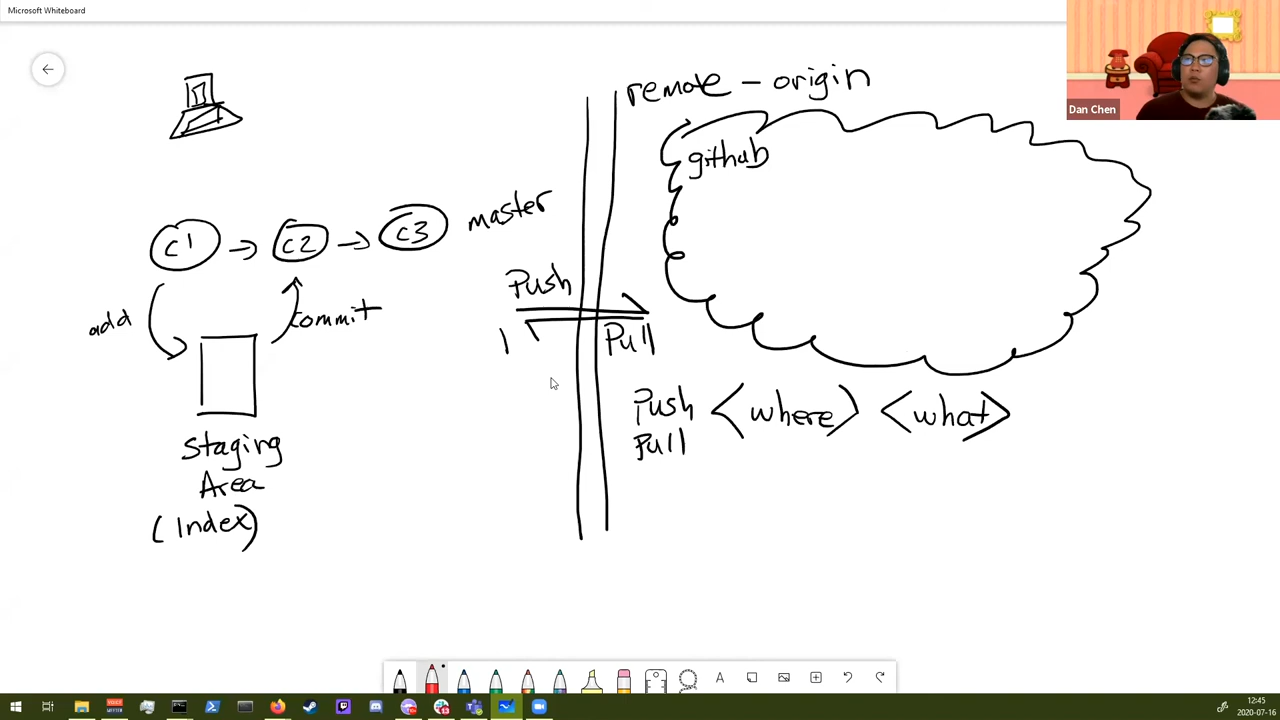 Microsoft Whiteboard
Dan Chen
remote - origin
github
c1 → c2 → c3 master
Push
add
commit
Pull
Push <where> <what>
Pull
Staging
Area
(Index)
A
12:45
2020-07-16